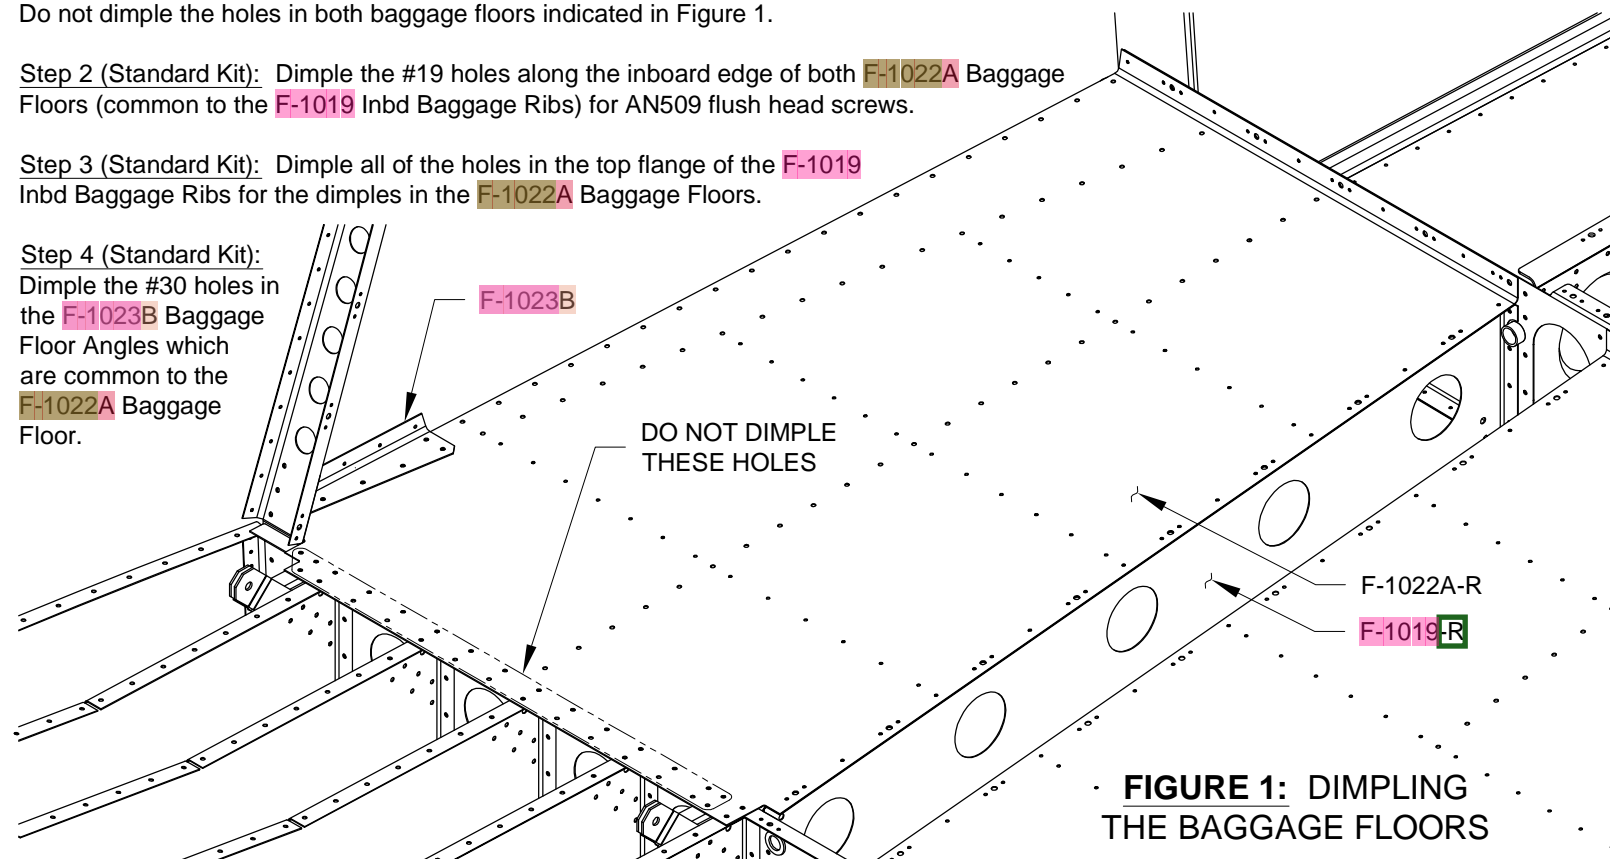 Do not dimple the holes in both baggage floors indicated in Figure 1.
Step 2 (Standard Kit): Dimple the #19 holes along the inboard edge of both F-1022A Baggage
Floors (common to the F-1019 Inbd Baggage Ribs) for AN509 flush head screws.
Step 3 (Standard Kit): Dimple all of the holes in the top flange of the F-1019
Inbd Baggage Ribs for the dimples in the F-1022A Baggage Floors.
Step 4 (Standard Kit):
Dimple the #30 holes in
the F-1023B Baggage
Floor Angles which
are common to the
F-1022A Baggage
Floor.
F-1023B
DO NOT DIMPLE
THESE HOLES
F-1022A-R
F-1019-R
FIGURE 1: DIMPLING
THE BAGGAGE FLOORS